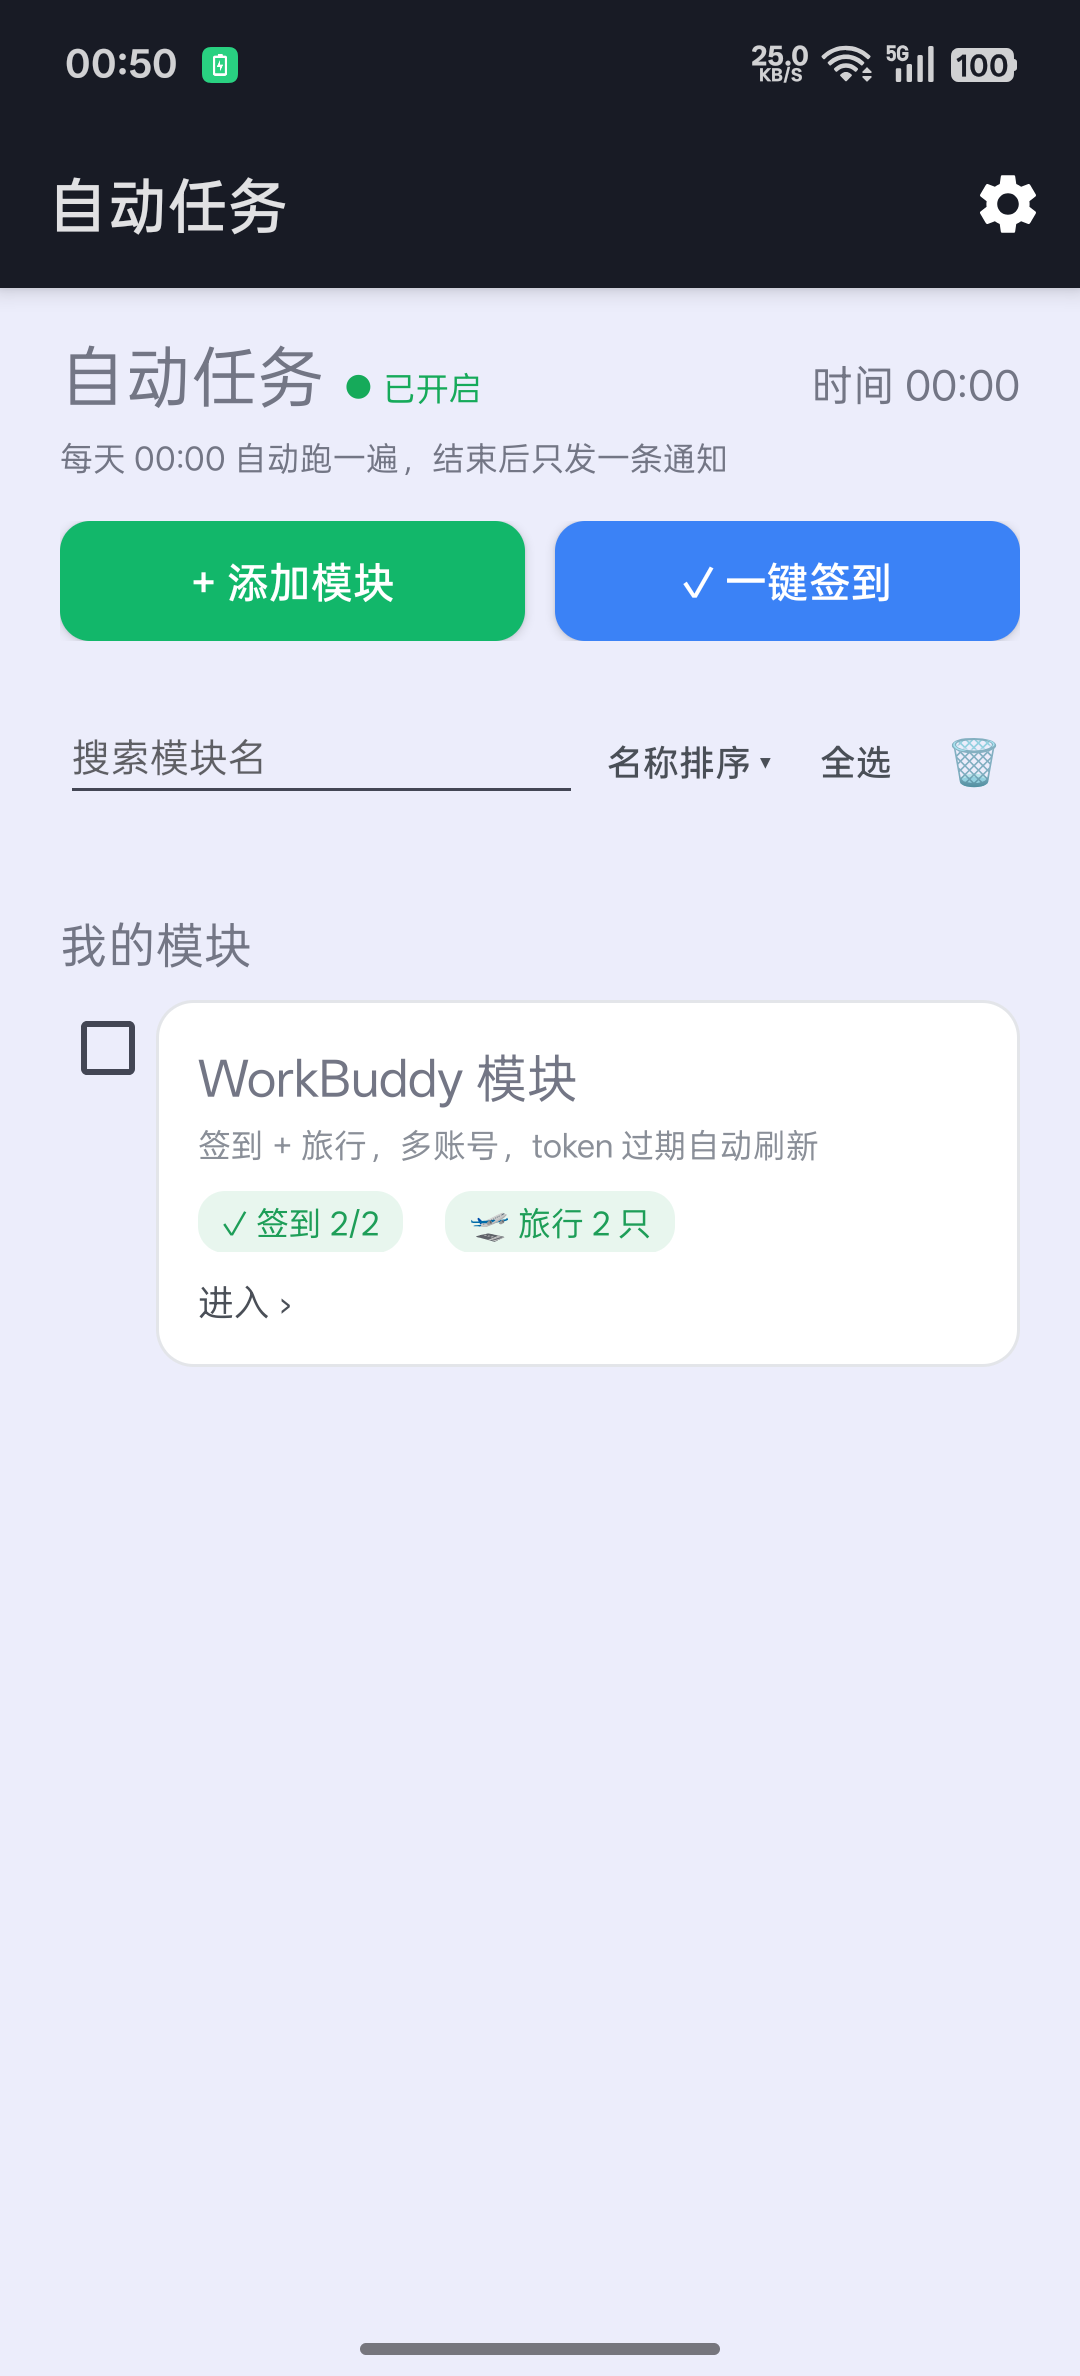 00:50
25.0 KB/S 5G 100
自动任务
自动任务 ● 已开启 时间 00:00
每天 00:00 自动跑一遍，结束后只发一条通知
+ 添加模块 ✓ 一键签到
搜索模块名 名称排序 ▾ 全选 🗑️
我的模块
WorkBuddy 模块
签到 + 旅行，多账号，token 过期自动刷新
✓ 签到 2/2 🛫 旅行 2 只
进入 ›